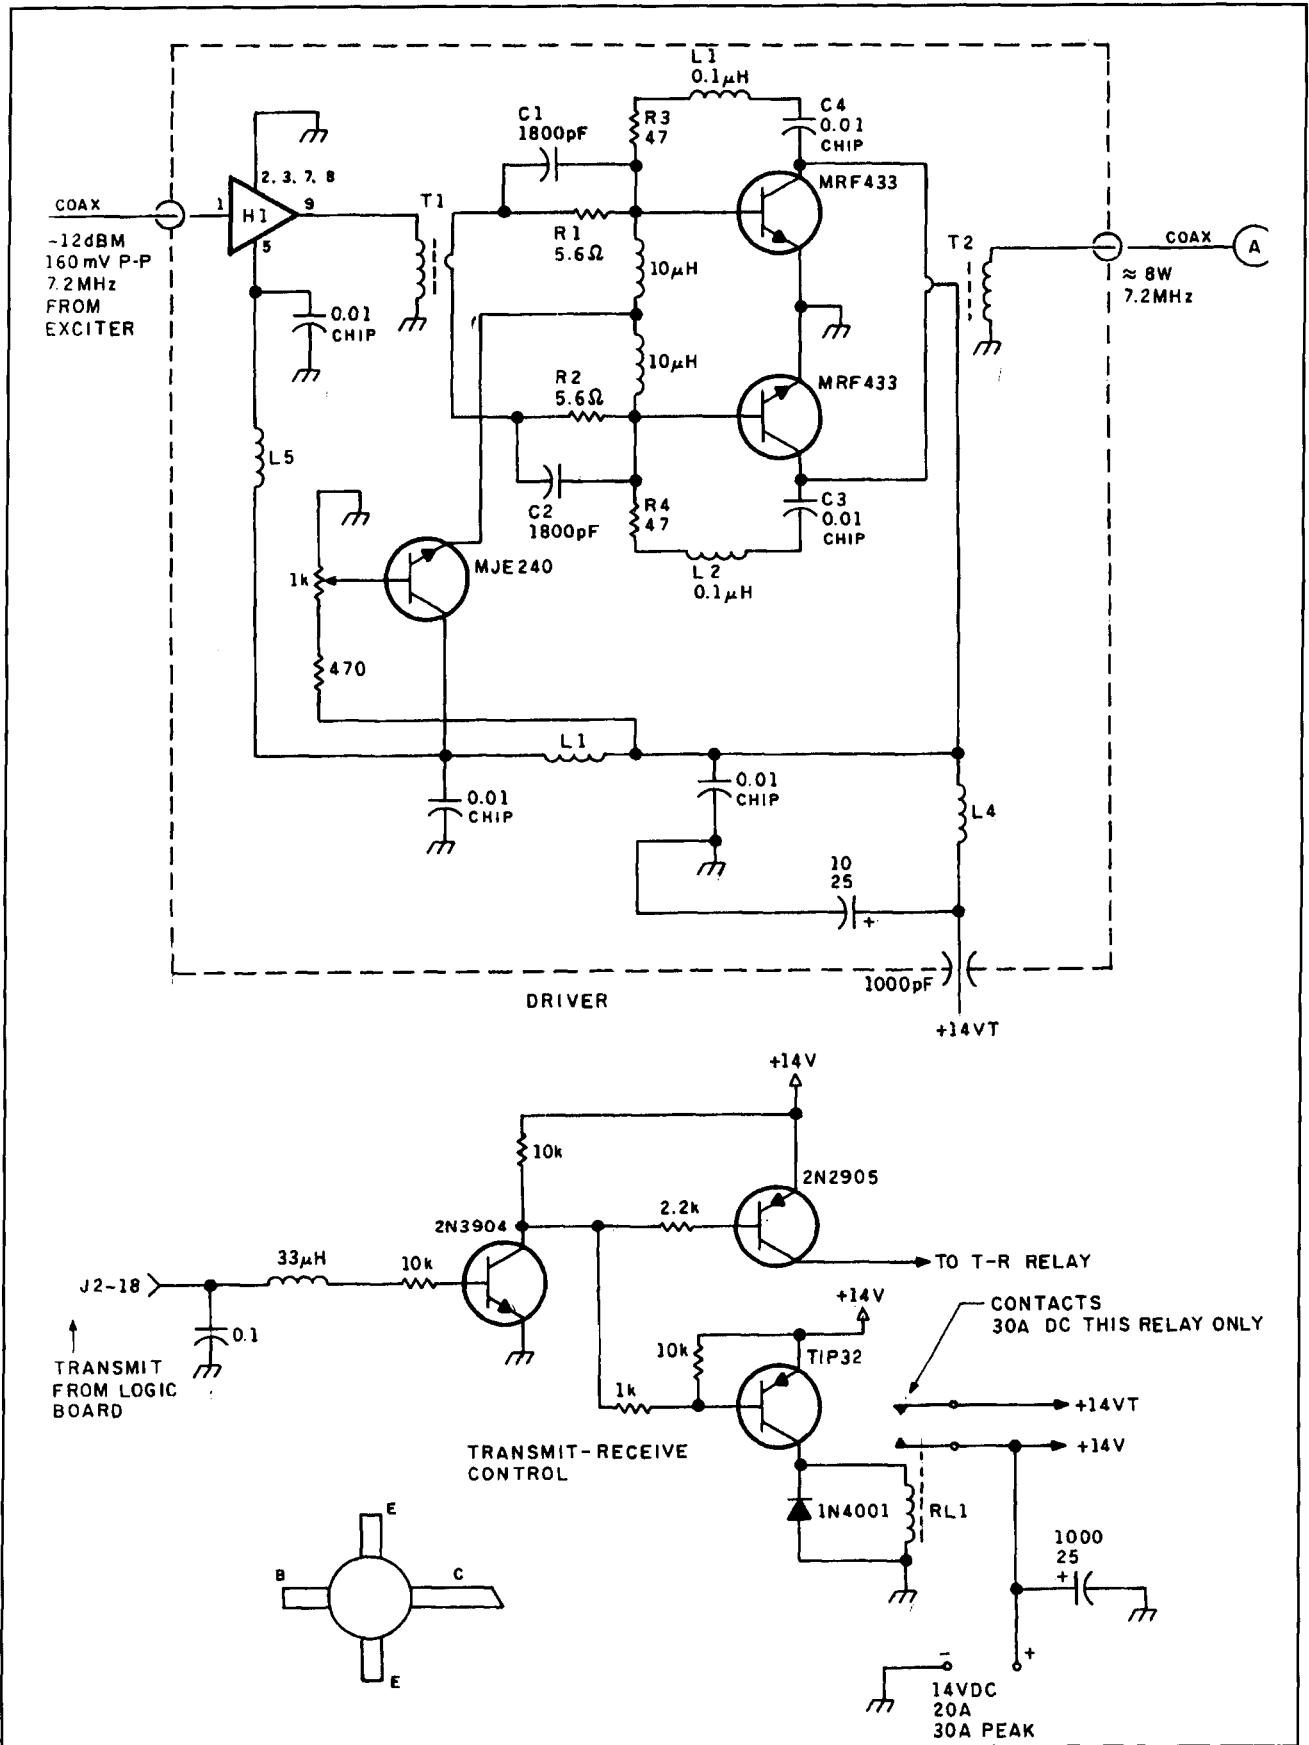 L1
0.1μH
C1
1800pF
R3
47
C4
0.01
CHIP
2, 3, 7, 8
MRF433
COAX
1
H1
9
T1
5
~12dBM
160mV P-P
7.2MHz
FROM
EXCITER
R1
5.6Ω
10μH
T2
COAX
A
≈ 8W
7.2MHz
0.01
CHIP
10μH
R2
5.6Ω
MRF433
L5
C2
1800pF
R4
47
C3
0.01
CHIP
L2
0.1μH
1k
MJE240
470
L1
0.01
CHIP
0.01
CHIP
L4
10
25
+
1000pF
DRIVER
+14VT
+14V
10k
2N2905
2N3904
2.2k
33μH
10k
J2-18
TO T-R RELAY
0.1
+14V
CONTACTS
30A DC THIS RELAY ONLY
TRANSMIT
FROM LOGIC
BOARD
10k
TIP32
1k
+14VT
+14V
TRANSMIT-RECEIVE
CONTROL
1N4001
RL1
1000
25
+
E
B
C
E
-
+
14VDC
20A
30A PEAK